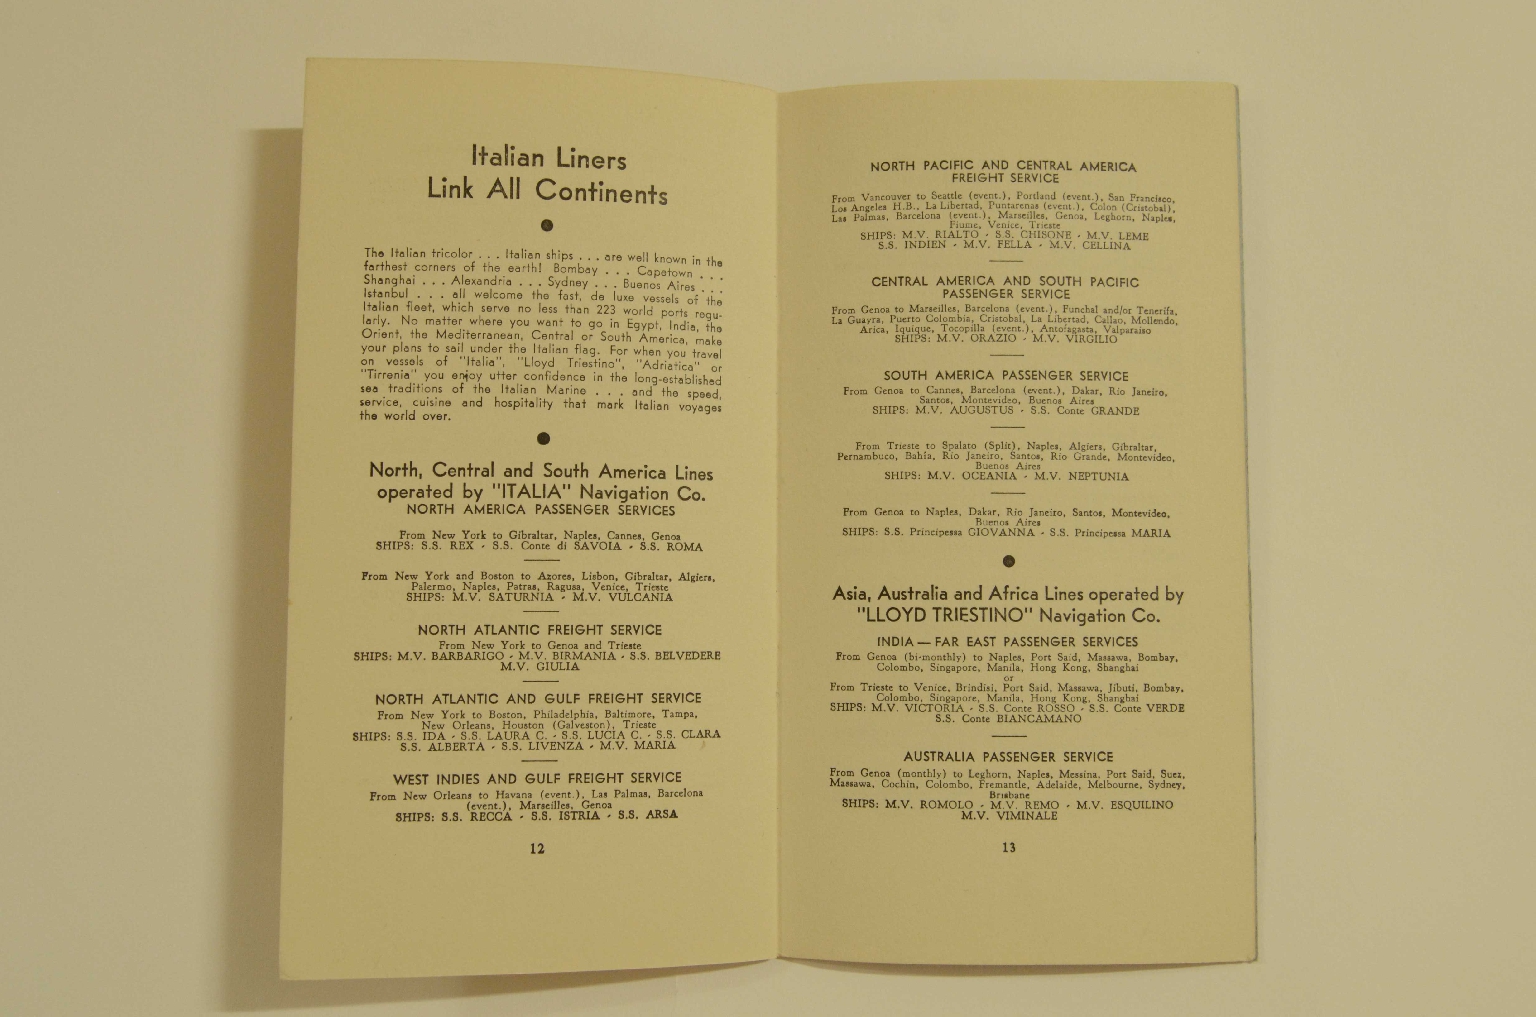 Italian Liners
Link All Continents
The Italian tricolor . . . Italian ships . . . are well known in the
farthest corners of the earth! Bombay . . . Capetown . . .
Shanghai . . . Alexandria . . . Sydney . . . Buenos Aires . . .
Istanbul . . . all welcome the fast, de luxe vessels of the
Italian fleet, which serve no less than 223 world ports regu-
larly. No matter where you want to go in Egypt, India, the
Orient, the Mediterranean, Central or South America, make
your plans to sail under the Italian flag. For when you travel
on vessels of "Italia", "Lloyd Triestino", "Adriatica" or
"Tirrenia" you enjoy utter confidence in the long-established
sea traditions of the Italian Marine . . . and the speed,
service, cuisine and hospitality that mark Italian voyages
the world over.
North, Central and South America Lines
operated by "ITALIA" Navigation Co.
NORTH AMERICA PASSENGER SERVICES
From New York to Gibraltar, Naples, Cannes, Genoa
SHIPS: S.S. REX - S.S. Conte di SAVOIA - S.S. ROMA
From New York and Boston to Azores, Lisbon, Gibraltar, Algiers,
Palermo, Naples, Patras, Ragusa, Venice, Trieste
SHIPS: M.V. SATURNIA - M.V. VULCANIA
NORTH ATLANTIC FREIGHT SERVICE
From New York to Genoa and Trieste
SHIPS: M.V. BARBARIGO - M.V. BIRMANIA - S.S. BELVEDERE
M.V. GIULIA
NORTH ATLANTIC AND GULF FREIGHT SERVICE
From New York to Boston, Philadelphia, Baltimore, Tampa,
New Orleans, Houston (Galveston), Trieste
SHIPS: S.S. IDA - S.S. LAURA C. - S.S. LUCIA C. - S.S. CLARA
S.S. ALBERTA - S.S. LIVENZA - M.V. MARIA
WEST INDIES AND GULF FREIGHT SERVICE
From New Orleans to Havana (event.), Las Palmas, Barcelona
(event.), Marseilles, Genoa
SHIPS: S.S. RECCA - S.S. ISTRIA - S.S. ARSA
12
NORTH PACIFIC AND CENTRAL AMERICA
FREIGHT SERVICE
From Vancouver to Seattle (event.), Portland (event.), San Francisco,
Los Angeles H.B., La Libertad, Puntarenas (event.), Colon (Cristobal),
Las Palmas, Barcelona (event.), Marseilles, Genoa, Leghorn, Naples,
Fiume, Venice, Trieste
SHIPS: M.V. RIALTO - S.S. CHISONE - M.V. LEME
S.S. INDIEN - M.V. FELLA - M.V. CELLINA
CENTRAL AMERICA AND SOUTH PACIFIC
PASSENGER SERVICE
From Genoa to Marseilles, Barcelona (event.), Funchal and/or Tenerifa,
La Guayra, Puerto Colombia, Cristobal, La Libertad, Callao, Mollendo,
Arica, Iquique, Tocopilla (event.), Antofagasta, Valparaiso
SHIPS: M.V. ORAZIO - M.V. VIRGILIO
SOUTH AMERICA PASSENGER SERVICE
From Genoa to Cannes, Barcelona (event.), Dakar, Rio Janeiro,
Santos, Montevideo, Buenos Aires
SHIPS: M.V. AUGUSTUS - S.S. Conte GRANDE
From Trieste to Spalato (Split), Naples, Algiers, Gibraltar,
Pernambuco, Bahia, Rio Janeiro, Santos, Rio Grande, Montevideo,
Buenos Aires
SHIPS: M.V. OCEANIA - M.V. NEPTUNIA
From Genoa to Naples, Dakar, Rio Janeiro, Santos, Montevideo,
Buenos Aires
SHIPS: S.S. Principessa GIOVANNA - S.S. Principessa MARIA
Asia, Australia and Africa Lines operated by
"LLOYD TRIESTINO" Navigation Co.
INDIA — FAR EAST PASSENGER SERVICES
From Genoa (bi-monthly) to Naples, Port Said, Massawa, Bombay,
Colombo, Singapore, Manila, Hong Kong, Shanghai
or
From Trieste to Venice, Brindisi, Port Said, Massawa, Jibuti, Bombay,
Colombo, Singapore, Manila, Hong Kong, Shanghai
SHIPS: M.V. VICTORIA - S.S. Conte ROSSO - S.S. Conte VERDE
S.S. Conte BIANCAMANO
AUSTRALIA PASSENGER SERVICE
From Genoa (monthly) to Leghorn, Naples, Messina, Port Said, Suez,
Massawa, Cochin, Colombo, Fremantle, Adelaide, Melbourne, Sydney,
Brisbane
SHIPS: M.V. ROMOLO - M.V. REMO - M.V. ESQUILINO
M.V. VIMINALE
13